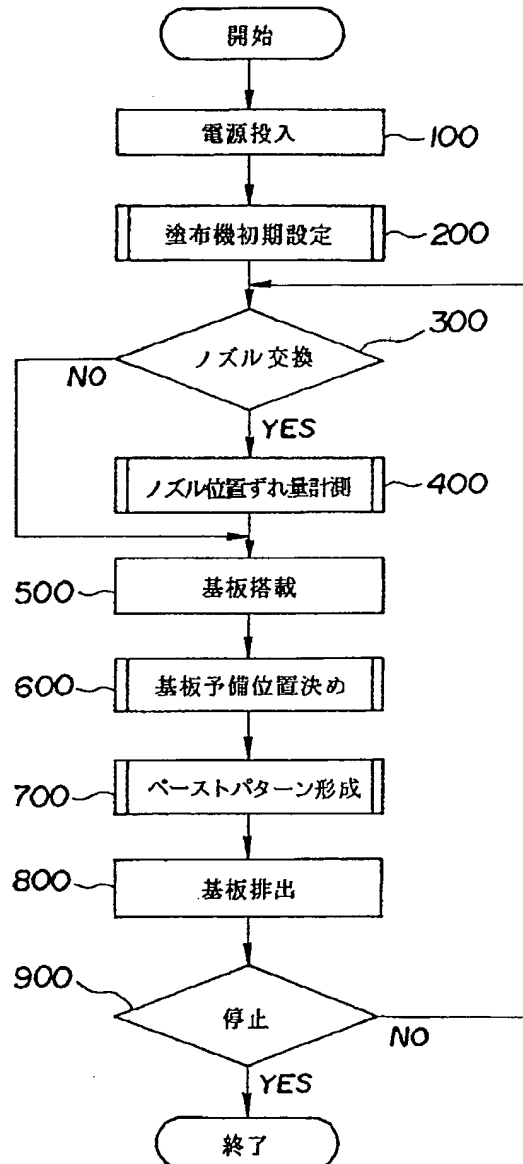 開始
電源投入
100
塗布機初期設定
200
300
ノズル交換
NO
YES
ノズル位置ずれ量計測
400
500
基板搭載
600
基板予備位置決め
700
ペーストパターン形成
800
基板排出
900
停止
NO
YES
終了